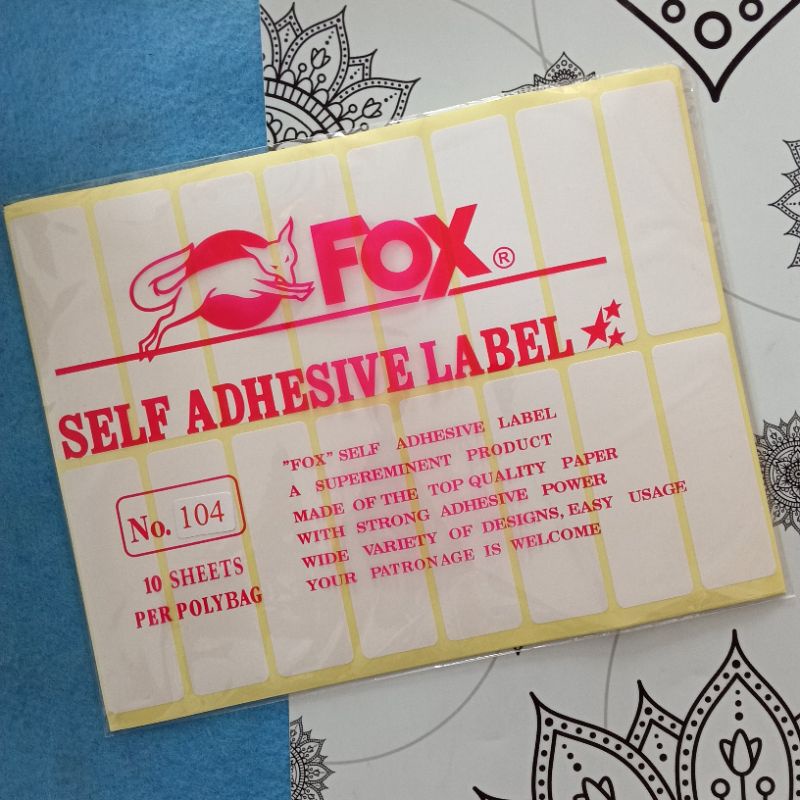 FOX®
SELF ADHESIVE LABEL
No. 104
10 SHEETS
PER POLYBAG
"FOX" SELF ADHESIVE LABEL
A SUPEREMINENT PRODUCT
MADE OF THE TOP QUALITY PAPER
WITH STRONG ADHESIVE POWER
WIDE VARIETY OF DESIGNS, EASY USAGE
YOUR PATRONAGE IS WELCOME